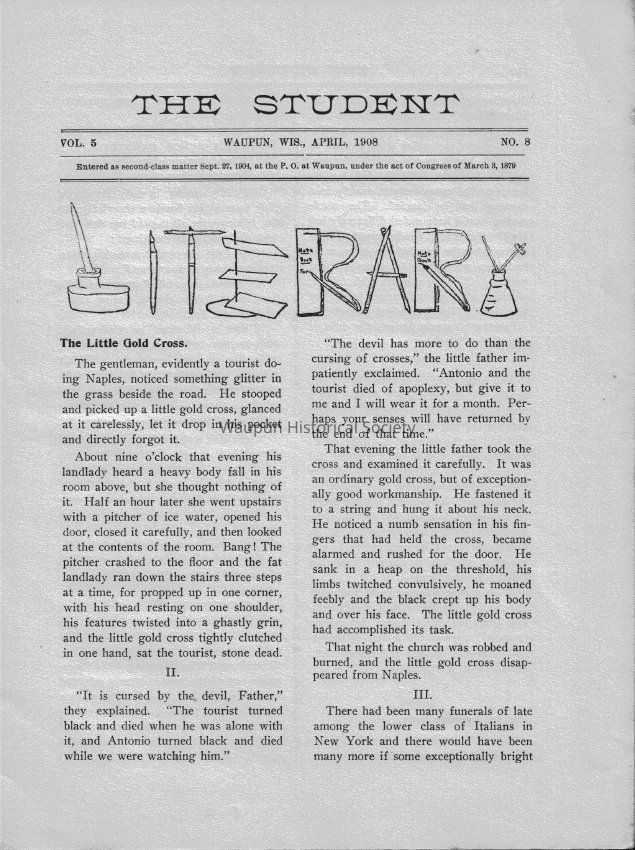 THE STUDENT
VOL. 5 WAUPUN, WIS., APRIL, 1908 NO. 8
Entered as second-class matter Sept. 27, 1904, at the P. O. at Waupun, under the act of Congress of March 3, 1879
LITERARY
Note Book For
Note Book
The Little Gold Cross.
The gentleman, evidently a tourist do-
ing Naples, noticed something glitter in
the grass beside the road. He stooped
and picked up a little gold cross, glanced
at it carelessly, let it drop in his pocket
and directly forgot it.
About nine o'clock that evening his
landlady heard a heavy body fall in his
room above, but she thought nothing of
it. Half an hour later she went upstairs
with a pitcher of ice water, opened his
door, closed it carefully, and then looked
at the contents of the room. Bang! The
pitcher crashed to the floor and the fat
landlady ran down the stairs three steps
at a time, for propped up in one corner,
with his head resting on one shoulder,
his features twisted into a ghastly grin,
and the little gold cross tightly clutched
in one hand, sat the tourist, stone dead.
II.
"It is cursed by the, devil, Father,"
they explained. "The tourist turned
black and died when he was alone with
it, and Antonio turned black and died
while we were watching him."
"The devil has more to do than the
cursing of crosses," the little father im-
patiently exclaimed. "Antonio and the
tourist died of apoplexy, but give it to
me and I will wear it for a month. Per-
haps your senses will have returned by
the end of that time."
That evening the little father took the
cross and examined it carefully. It was
an ordinary gold cross, but of exception-
ally good workmanship. He fastened it
to a string and hung it about his neck.
He noticed a numb sensation in his fin-
gers that had held the cross, became
alarmed and rushed for the door. He
sank in a heap on the threshold, his
limbs twitched convulsively, he moaned
feebly and the black crept up his body
and over his face. The little gold cross
had accomplished its task.
That night the church was robbed and
burned, and the little gold cross disap-
peared from Naples.
III.
There had been many funerals of late
among the lower class of Italians in
New York and there would have been
many more if some exceptionally bright
Waupun Historical Society